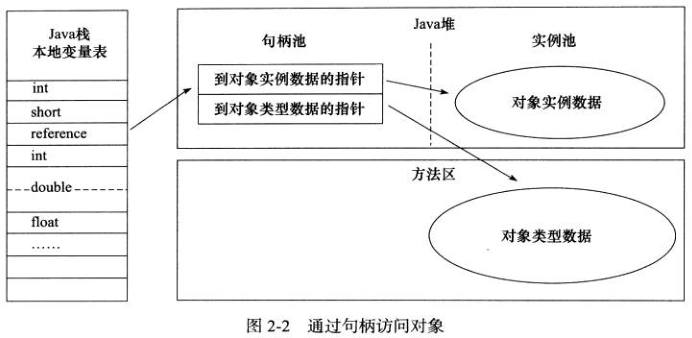 Java栈
本地变量表
int
short
reference
int
double
float
……
Java堆
句柄池
实例池
到对象实例数据的指针
到对象类型数据的指针
对象实例数据
方法区
对象类型数据
图 2-2 通过句柄访问对象